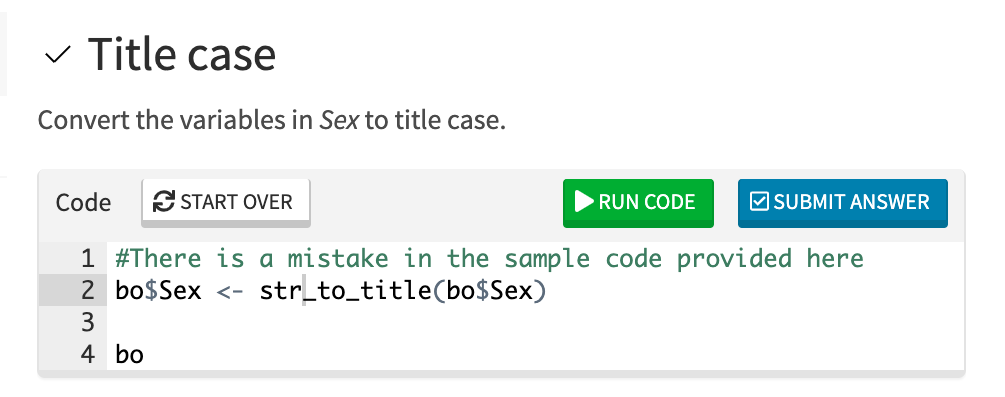 Title case
Convert the variables in Sex to title case.
Code START OVER RUN CODE SUBMIT ANSWER
1 #There is a mistake in the sample code provided here
2 bo$Sex <- str_to_title(bo$Sex)
3
4 bo